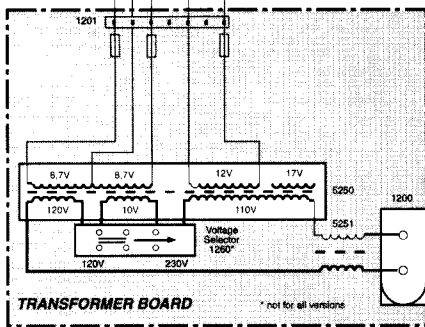 1201
6,7V 6,7V 12V 17V
5250
120V 10V 110V
1200
5251
Voltage
Selector
1260*
120V 230V
TRANSFORMER BOARD
* not for all versions